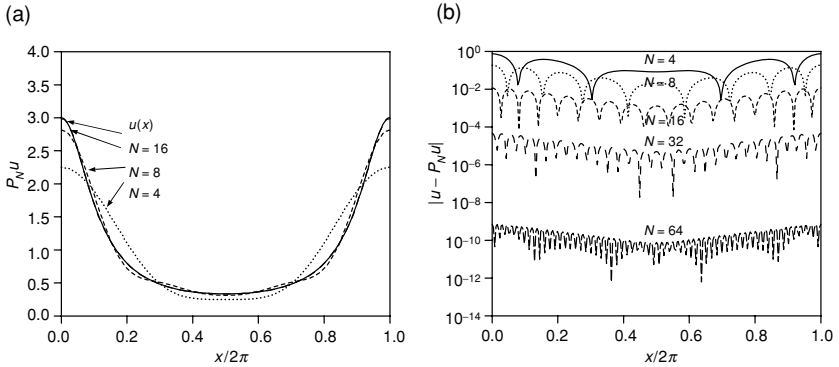 (a)
4.0
3.5
3.0
2.5
2.0
1.5
1.0
0.5
0.0
P_N u
u(x)
N = 16
N = 8
N = 4
0.0 0.2 0.4 0.6 0.8 1.0
x/2π
(b)
10^0
10^−2
10^−4
10^−6
10^−8
10^−10
10^−12
10^−14
|u − P_N u|
N = 4
N = 8
N = 16
N = 32
N = 64
0.0 0.2 0.4 0.6 0.8 1.0
x/2π